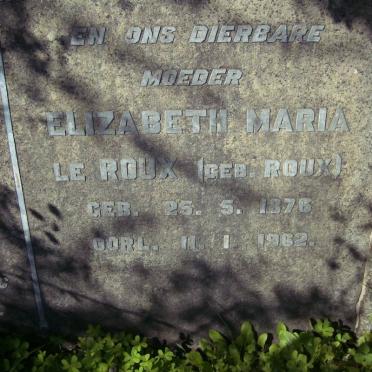 EN ONS DIERBARE
MOEDER
ELIZABETH MARIA
LE ROUX (GEB. ROUX)
GEB. 25. 5. 1876
OORL. 11. 1. 1962.